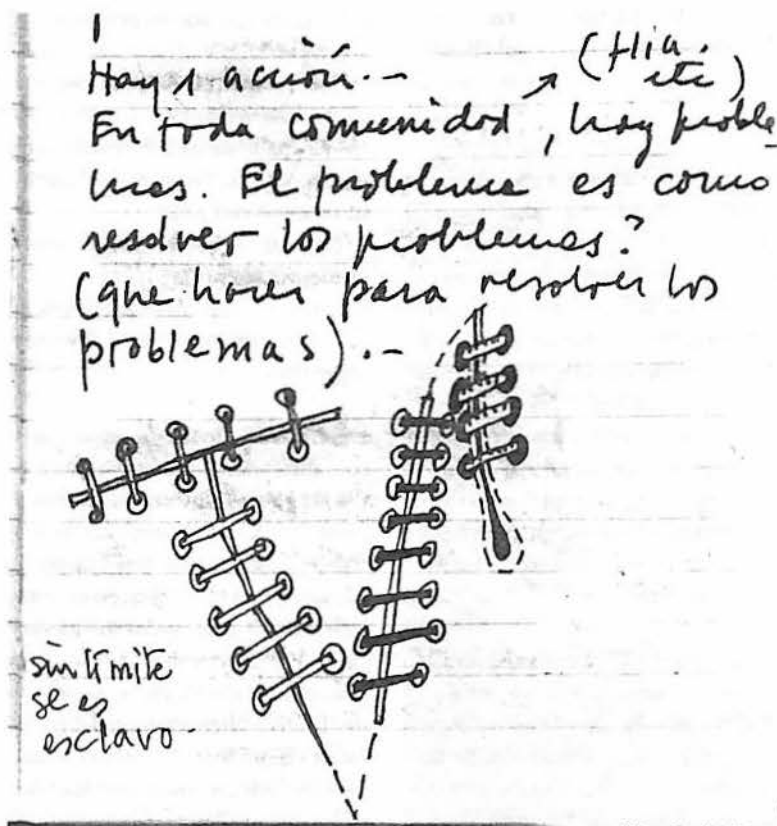 Hay 1 acción.-
(Hia. etc)
En toda comunidad, hay proble-
mas. El problema es como
resolver los problemas?
(que hacer para resolver los
problemas).-
sin límite
se es
esclavo.